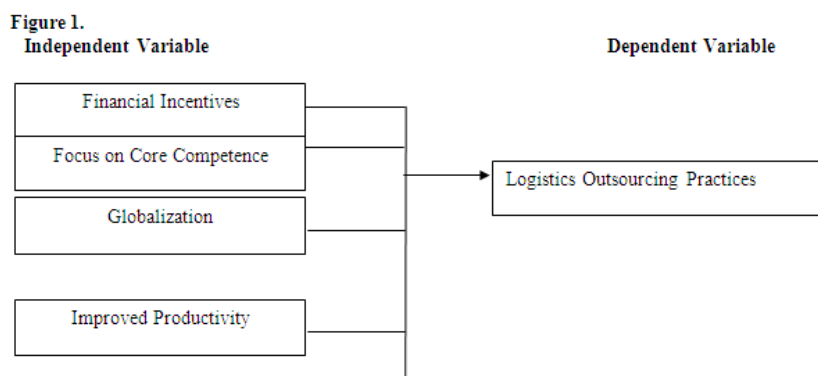 Figure 1.
Independent Variable
Dependent Variable
Financial Incentives
Focus on Core Competence
Logistics Outsourcing Practices
Globalization
Improved Productivity